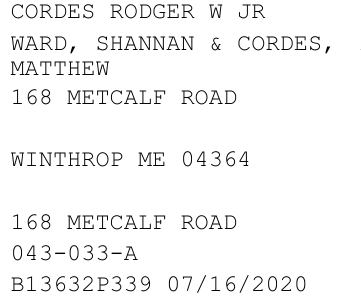 CORDES RODGER W JR
WARD, SHANNAN & CORDES,
MATTHEW
168 METCALF ROAD
WINTHROP ME 04364
168 METCALF ROAD
043-033-A
B13632P339 07/16/2020